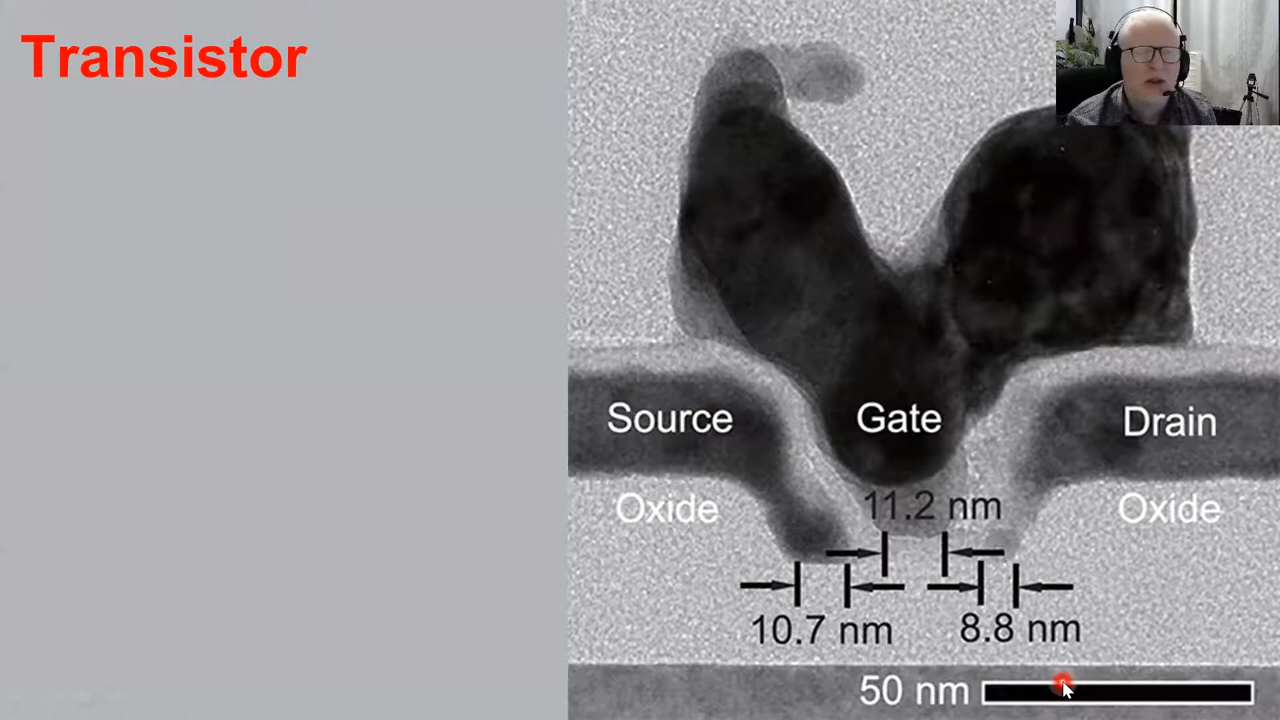 Transistor
Source Gate Drain
Oxide 11.2 nm Oxide
10.7 nm 8.8 nm
50 nm